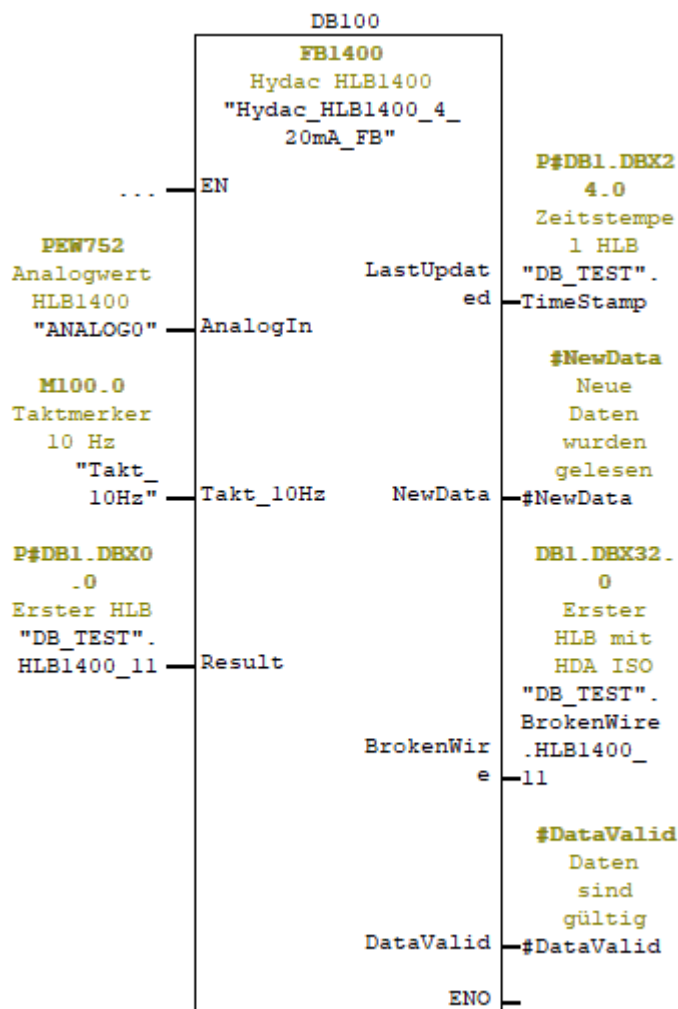 DB100
FB1400
Hydac HLB1400
"Hydac_HLB1400_4_
20mA_FB"
... EN
PEW752
Analogwert
HLB1400
"ANALOG0"
AnalogIn
M100.0
Taktmerker
10 Hz
"Takt_
10Hz"
Takt_10Hz
P#DB1.DBX0
.0
Erster HLB
"DB_TEST".
HLB1400_11
Result
LastUpdat
ed
P#DB1.DBX2
4.0
Zeitstempe
l HLB
"DB_TEST".
TimeStamp
NewData
#NewData
Neue
Daten
wurden
gelesen
#NewData
BrokenWir
e
DB1.DBX32.
0
Erster
HLB mit
HDA ISO
"DB_TEST".
BrokenWire
.HLB1400_
11
DataValid
#DataValid
Daten
sind
gültig
#DataValid
ENO